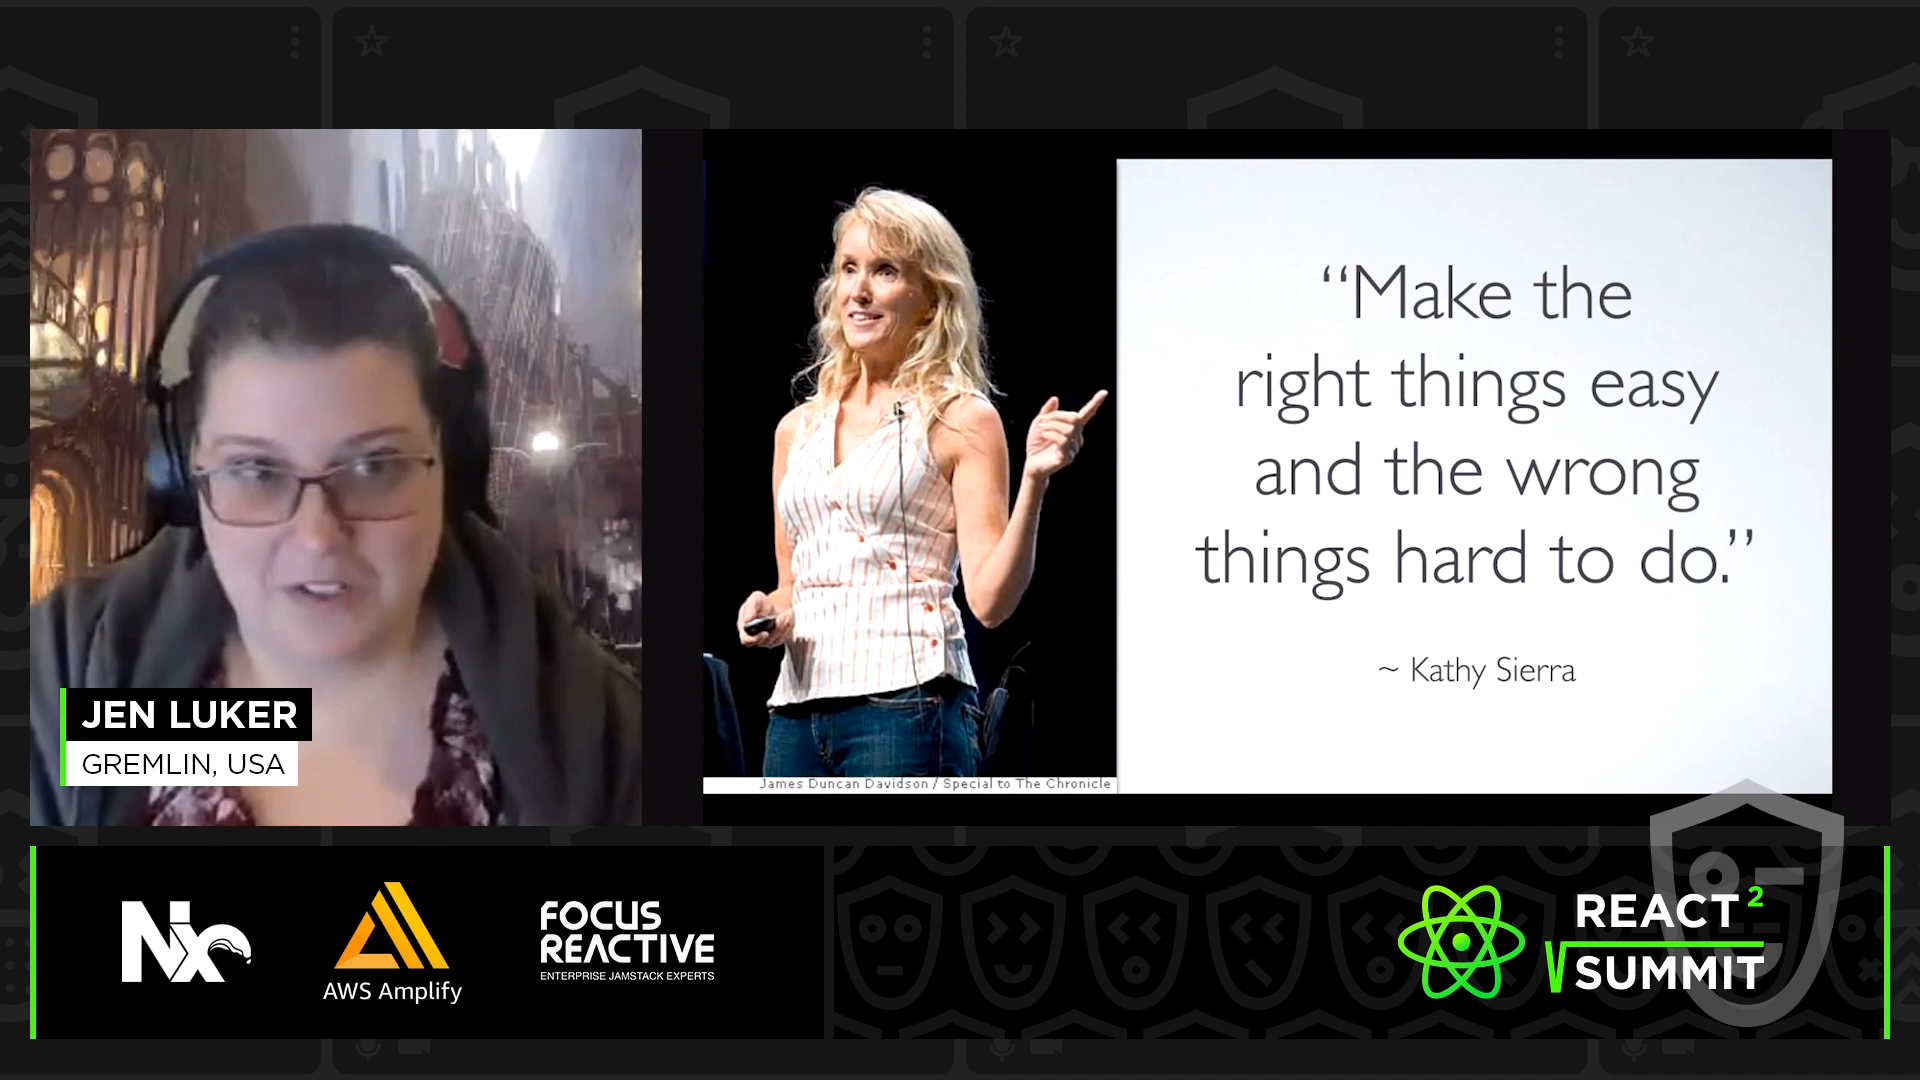 “Make the
right things easy
and the wrong
things hard to do.”
~ Kathy Sierra
James Duncan Davidson / Special to The Chronicle
JEN LUKER
GREMLIN, USA
Nx
AWS Amplify
FOCUS
REACTIVE
ENTERPRISE JAMSTACK EXPERTS
REACT 2
SUMMIT